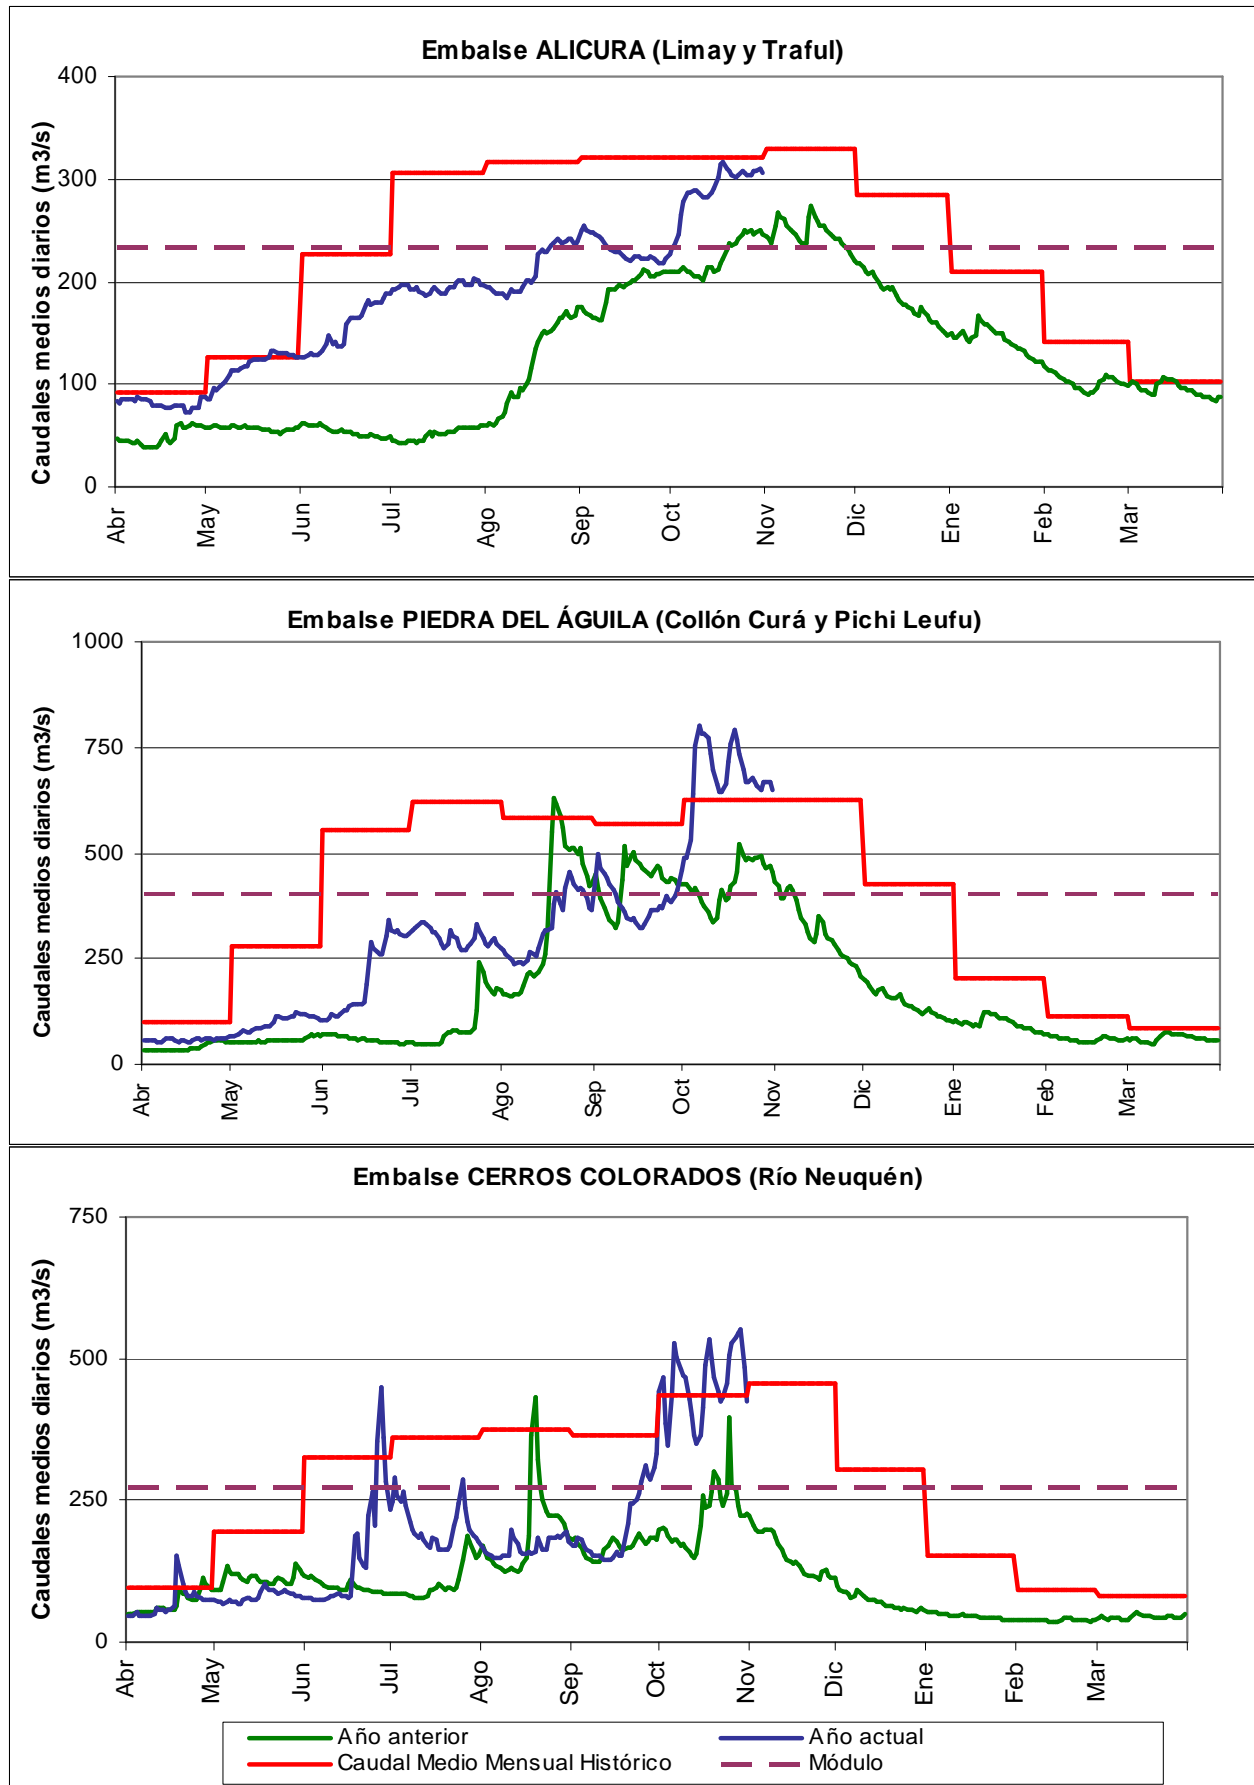 Embalse ALICURA (Limay y Traful)
Caudales medios diarios (m3/s)
400
300
200
100
0
Abr May Jun Jul Ago Sep Oct Nov Dic Ene Feb Mar
Embalse PIEDRA DEL ÁGUILA (Collón Curá y Pichi Leufu)
Caudales medios diarios (m3/s)
1000
750
500
250
0
Abr May Jun Jul Ago Sep Oct Nov Dic Ene Feb Mar
Embalse CERROS COLORADOS (Río Neuquén)
Caudales medios diarios (m3/s)
750
500
250
0
Abr May Jun Jul Ago Sep Oct Nov Dic Ene Feb Mar
Año anterior Año actual
Caudal Medio Mensual Histórico Módulo